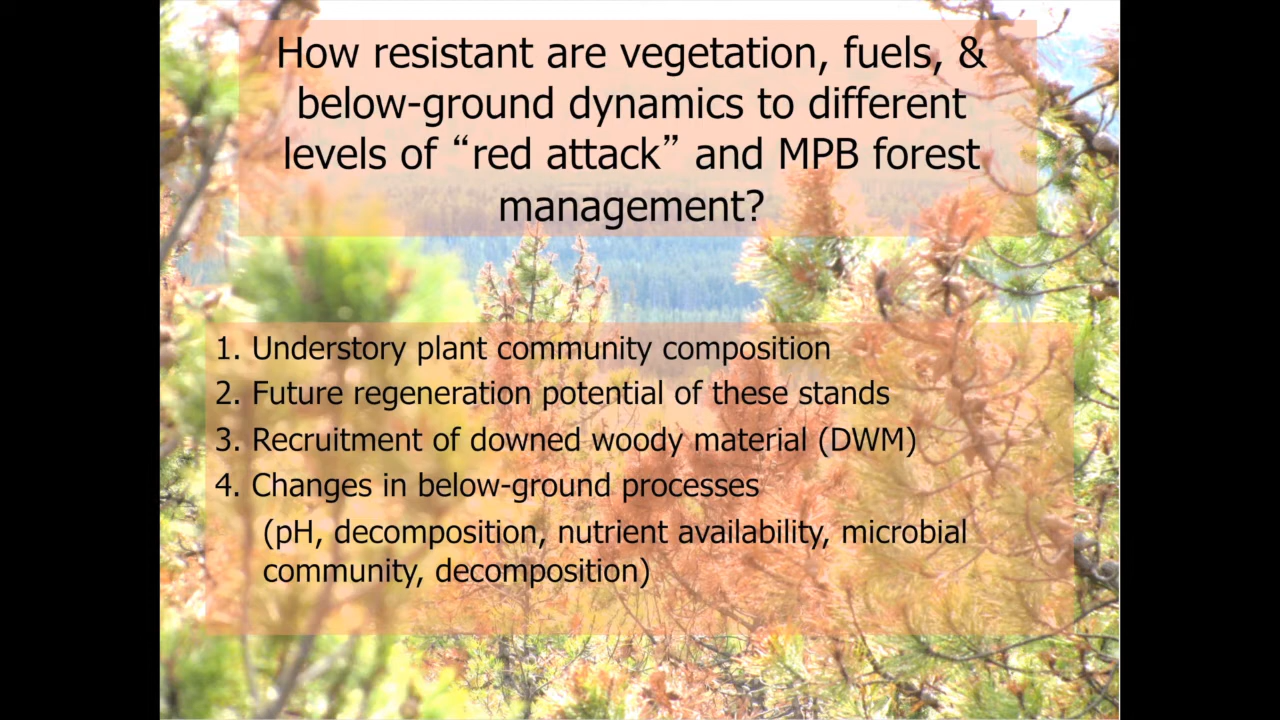 How resistant are vegetation, fuels, &
below-ground dynamics to different
levels of “red attack” and MPB forest
management?
1. Understory plant community composition
2. Future regeneration potential of these stands
3. Recruitment of downed woody material (DWM)
4. Changes in below-ground processes
(pH, decomposition, nutrient availability, microbial
community, decomposition)